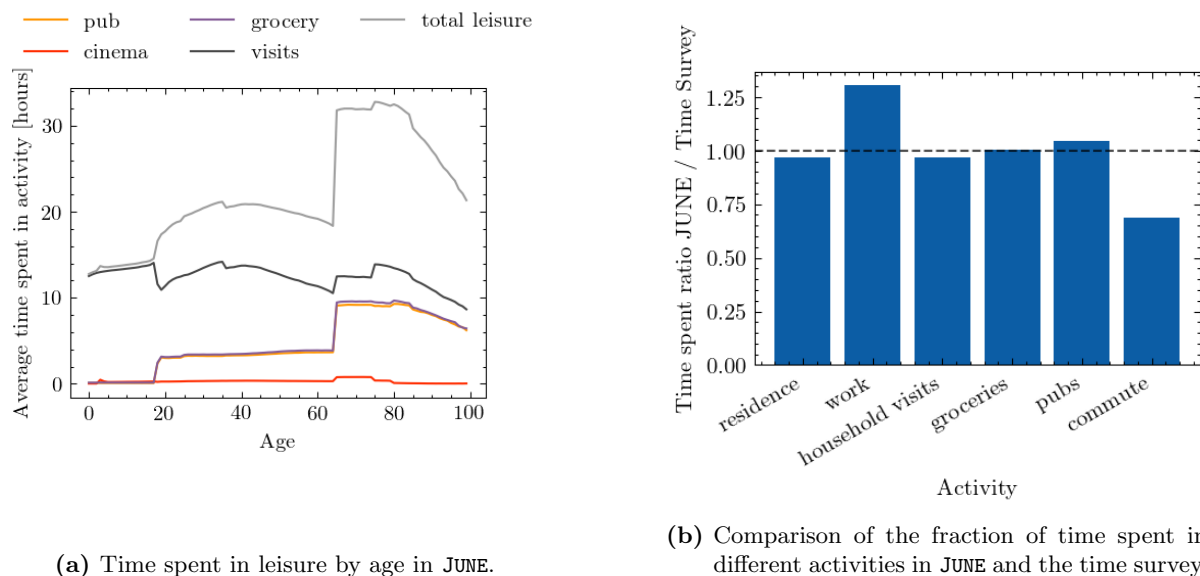 pub
grocery
total leisure
cinema
visits
Average time spent in activity [hours]
30
20
10
0
0
20
40
60
80
100
Age
(a) Time spent in leisure by age in JUNE.
Time spent ratio JUNE / Time Survey
1.25
1.00
0.75
0.50
0.25
0.00
residence
work
household visits
groceries
pubs
commute
Activity
(b) Comparison of the fraction of time spent in
different activities in JUNE and the time survey